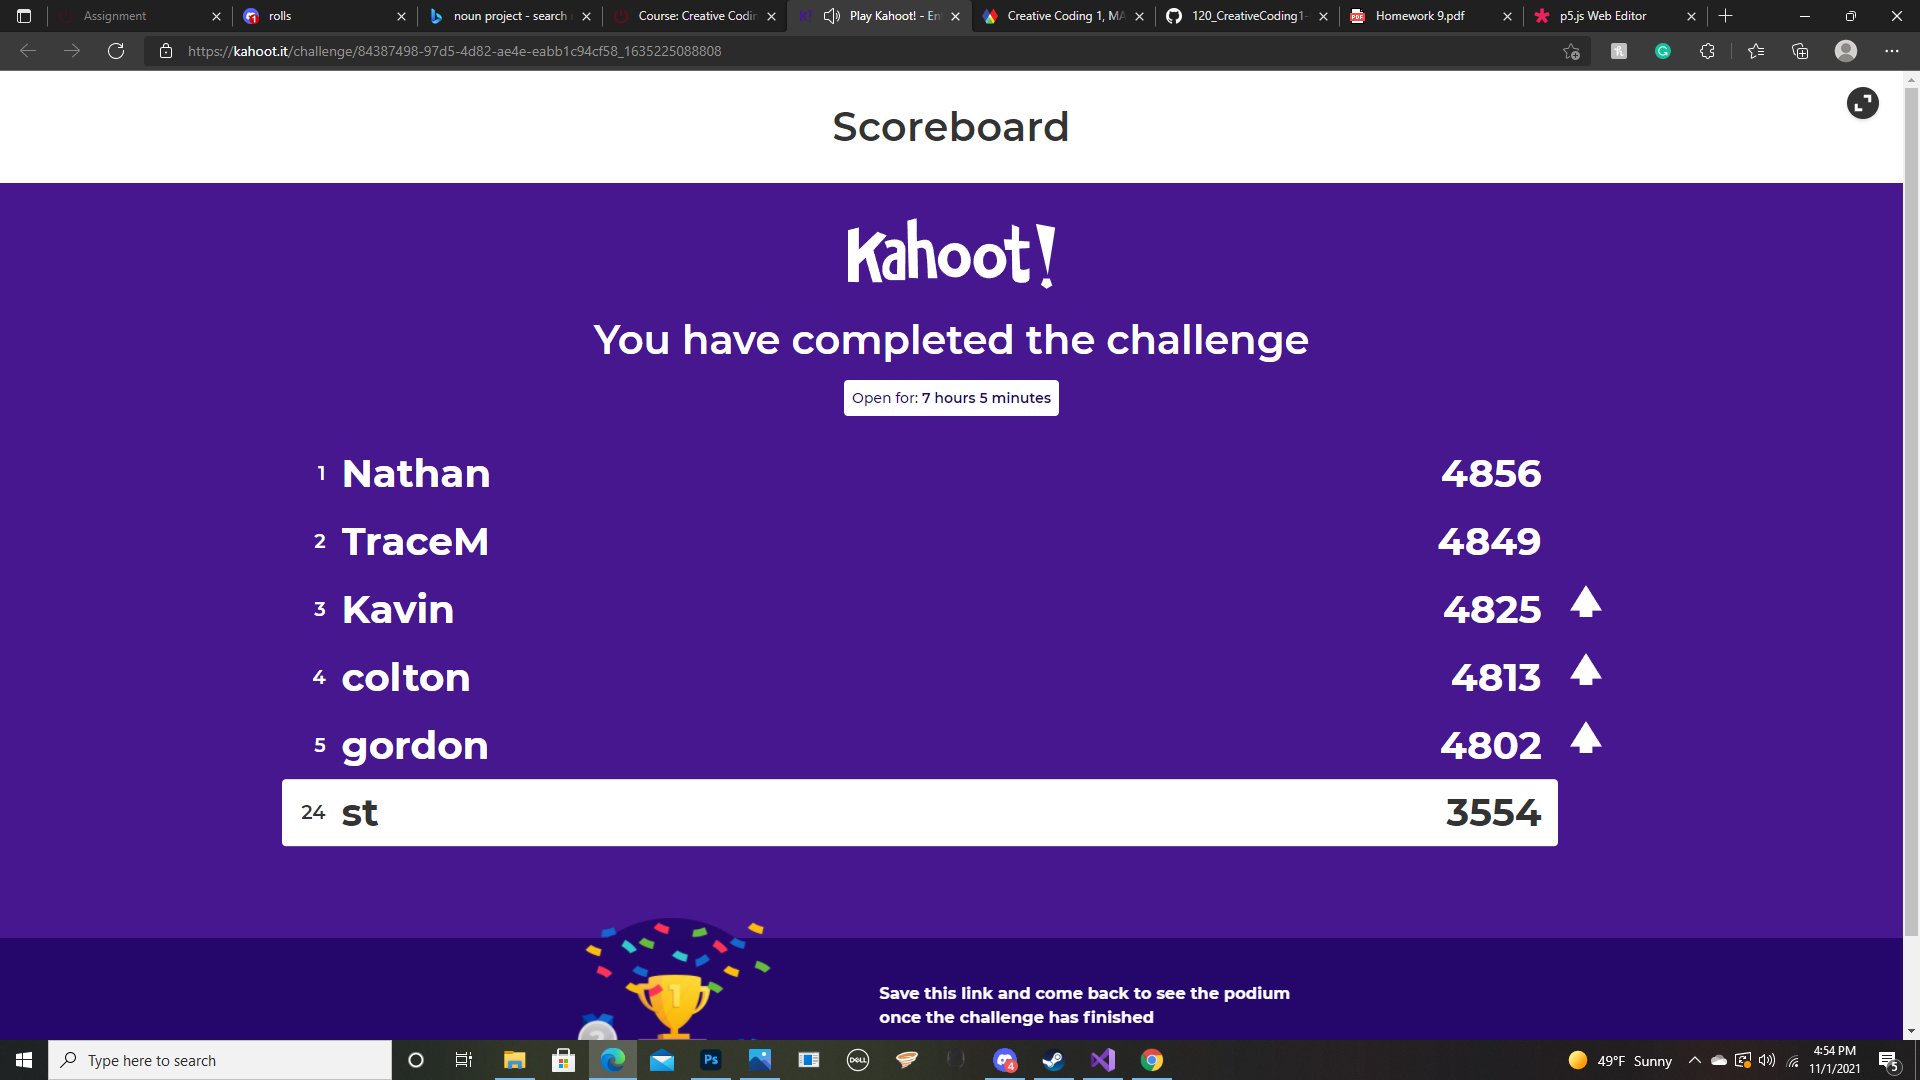 Assignment
rolls
noun project - search
Course: Creative Codin
Play Kahoot! - En
Creative Coding 1, MA
120_CreativeCoding1-
Homework 9.pdf
p5.js Web Editor
https://kahoot.it/challenge/84387498-97d5-4d82-ae4e-eabb1c94cf58_1635225088808
Scoreboard
Kahoot!
You have completed the challenge
Open for: 7 hours 5 minutes
1 Nathan 4856
2 TraceM 4849
3 Kavin 4825
4 colton 4813
5 gordon 4802
24 st 3554
Save this link and come back to see the podium
once the challenge has finished
Type here to search
Ps
DELL
4
49°F Sunny
4:54 PM
11/1/2021
5